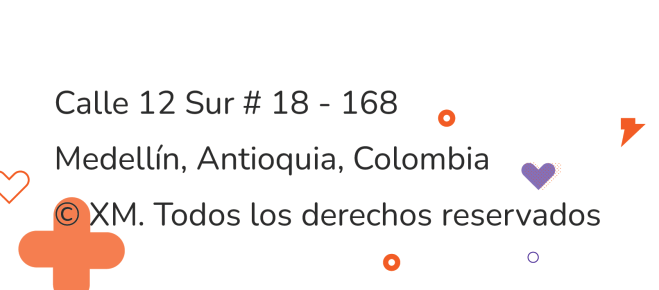 Calle 12 Sur # 18 - 168
Medellín, Antioquia, Colombia
© XM. Todos los derechos reservados